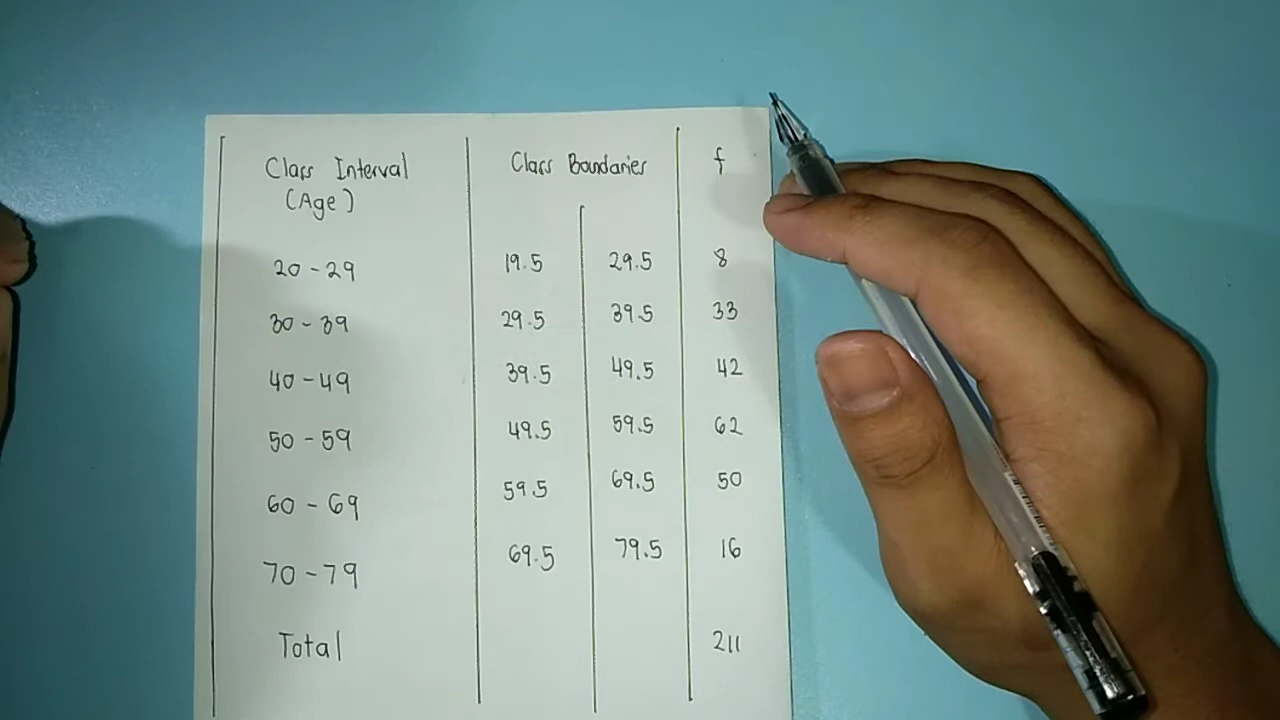 Class Interval Class Boundaries f
(Age)
20 - 29 19.5 29.5 8
30 - 39 29.5 39.5 33
40 - 49 39.5 49.5 42
50 - 59 49.5 59.5 62
60 - 69 59.5 69.5 50
70 - 79 69.5 79.5 16
Total 211